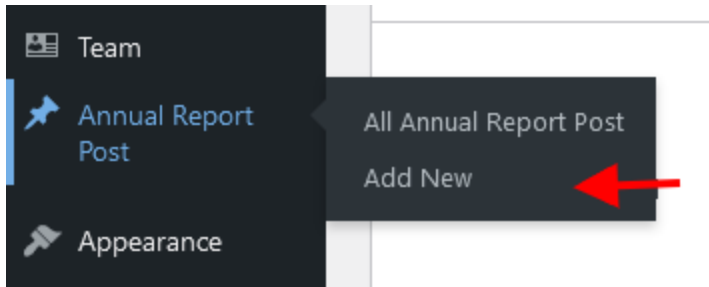 Team
Annual Report
Post
All Annual Report Post
Add New
Appearance